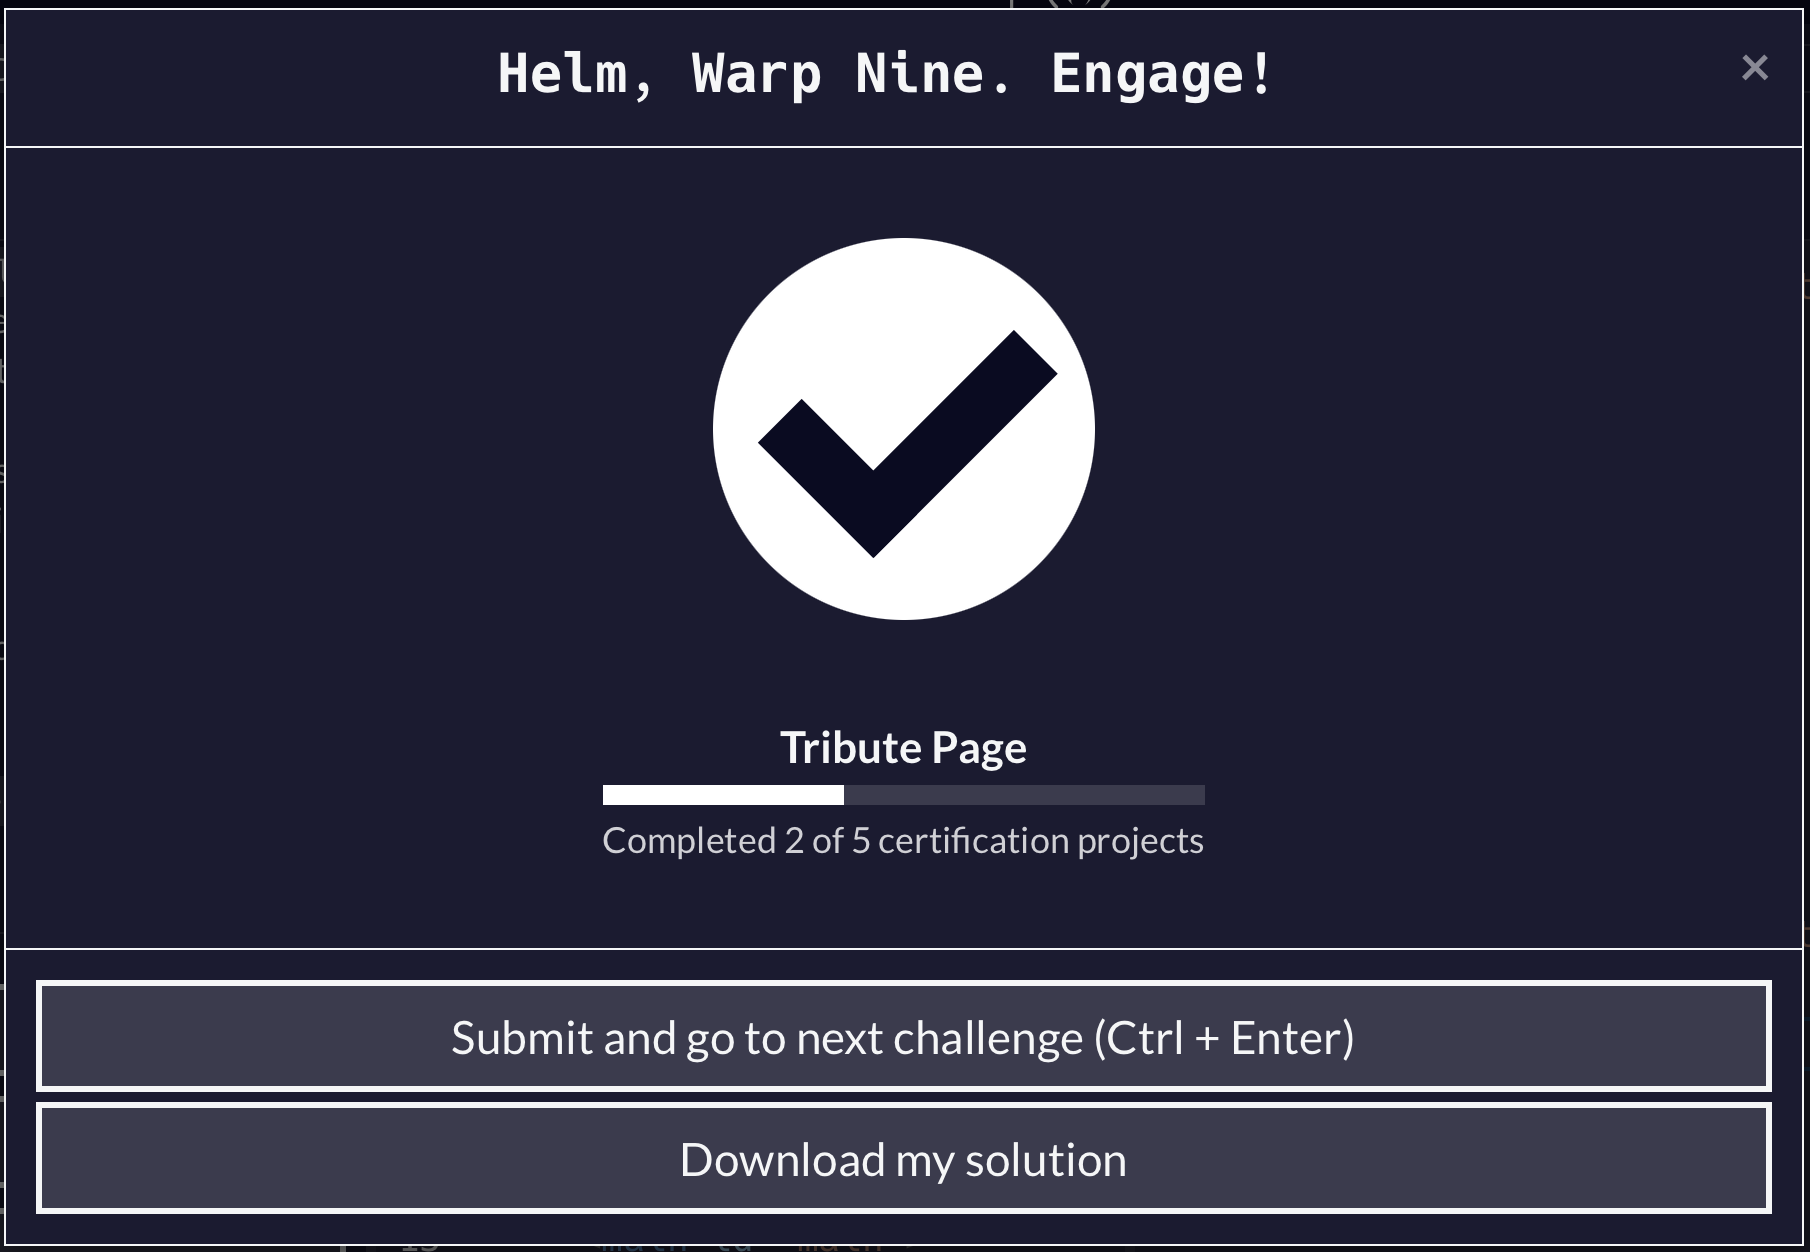 Helm, Warp Nine. Engage!
Tribute Page
Completed 2 of 5 certification projects
Submit and go to next challenge (Ctrl + Enter)
Download my solution